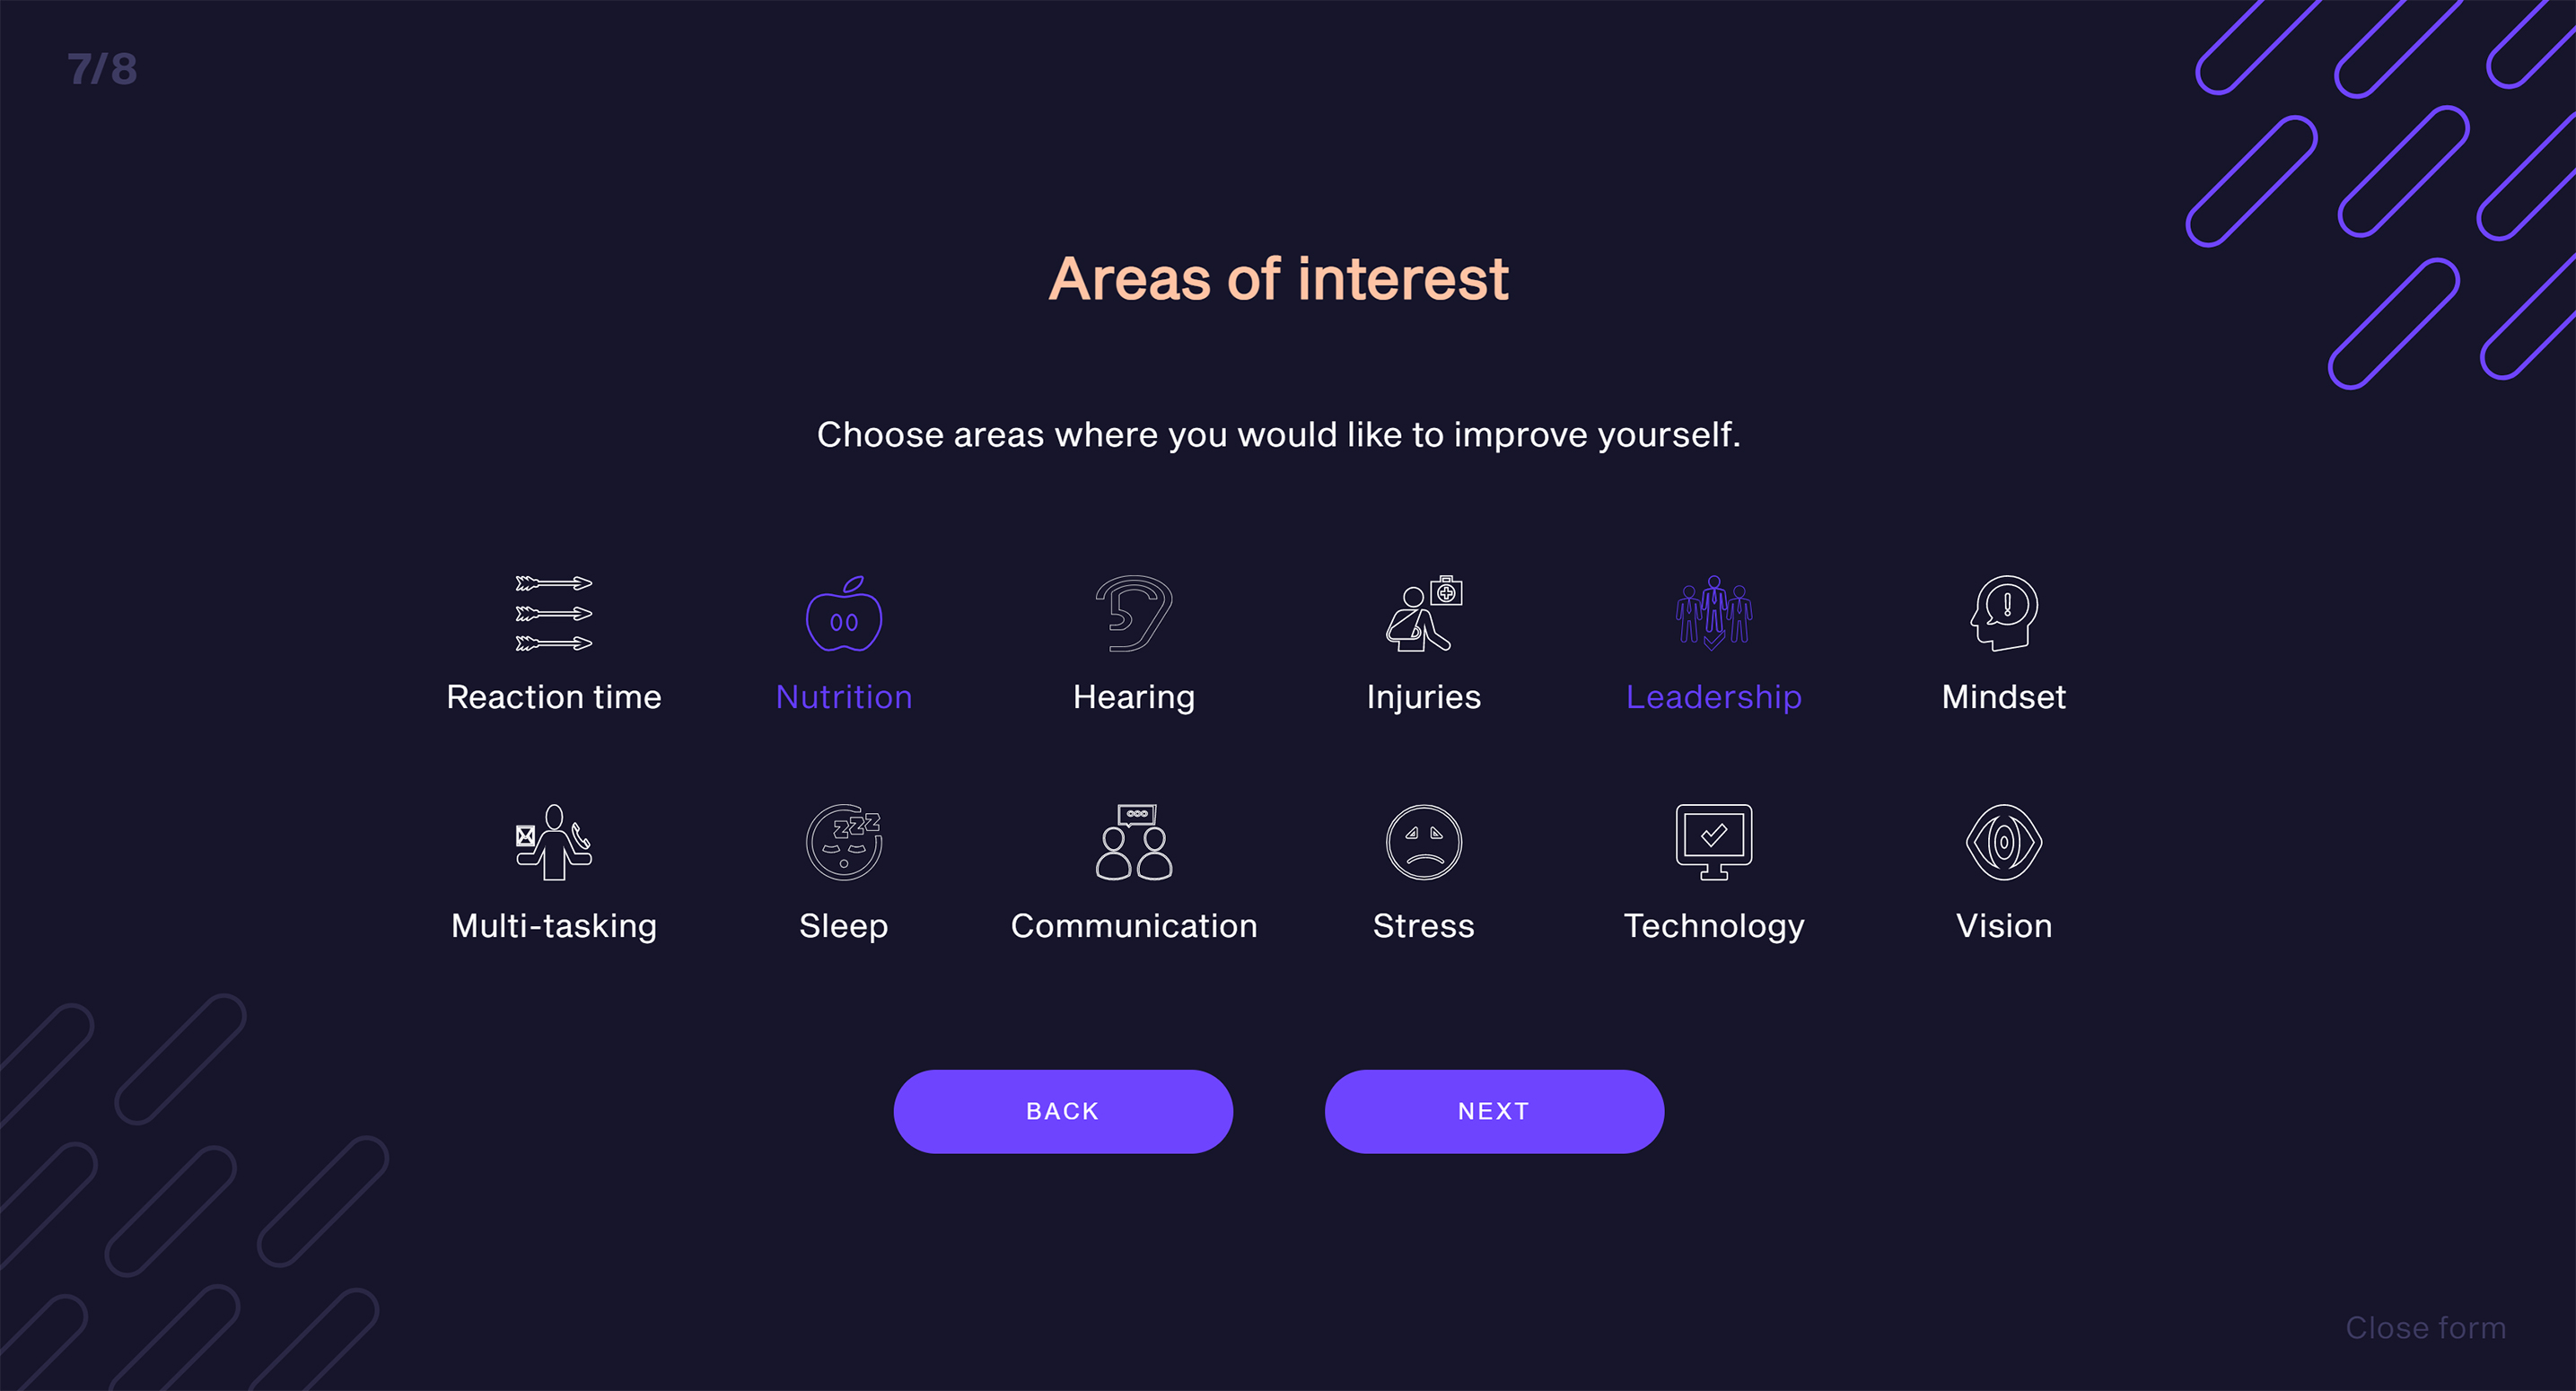 7/8
Areas of interest
Choose areas where you would like to improve yourself.
Reaction time
Nutrition
Hearing
Injuries
Leadership
Mindset
Multi-tasking
Sleep
Communication
Stress
Technology
Vision
BACK
NEXT
Close form